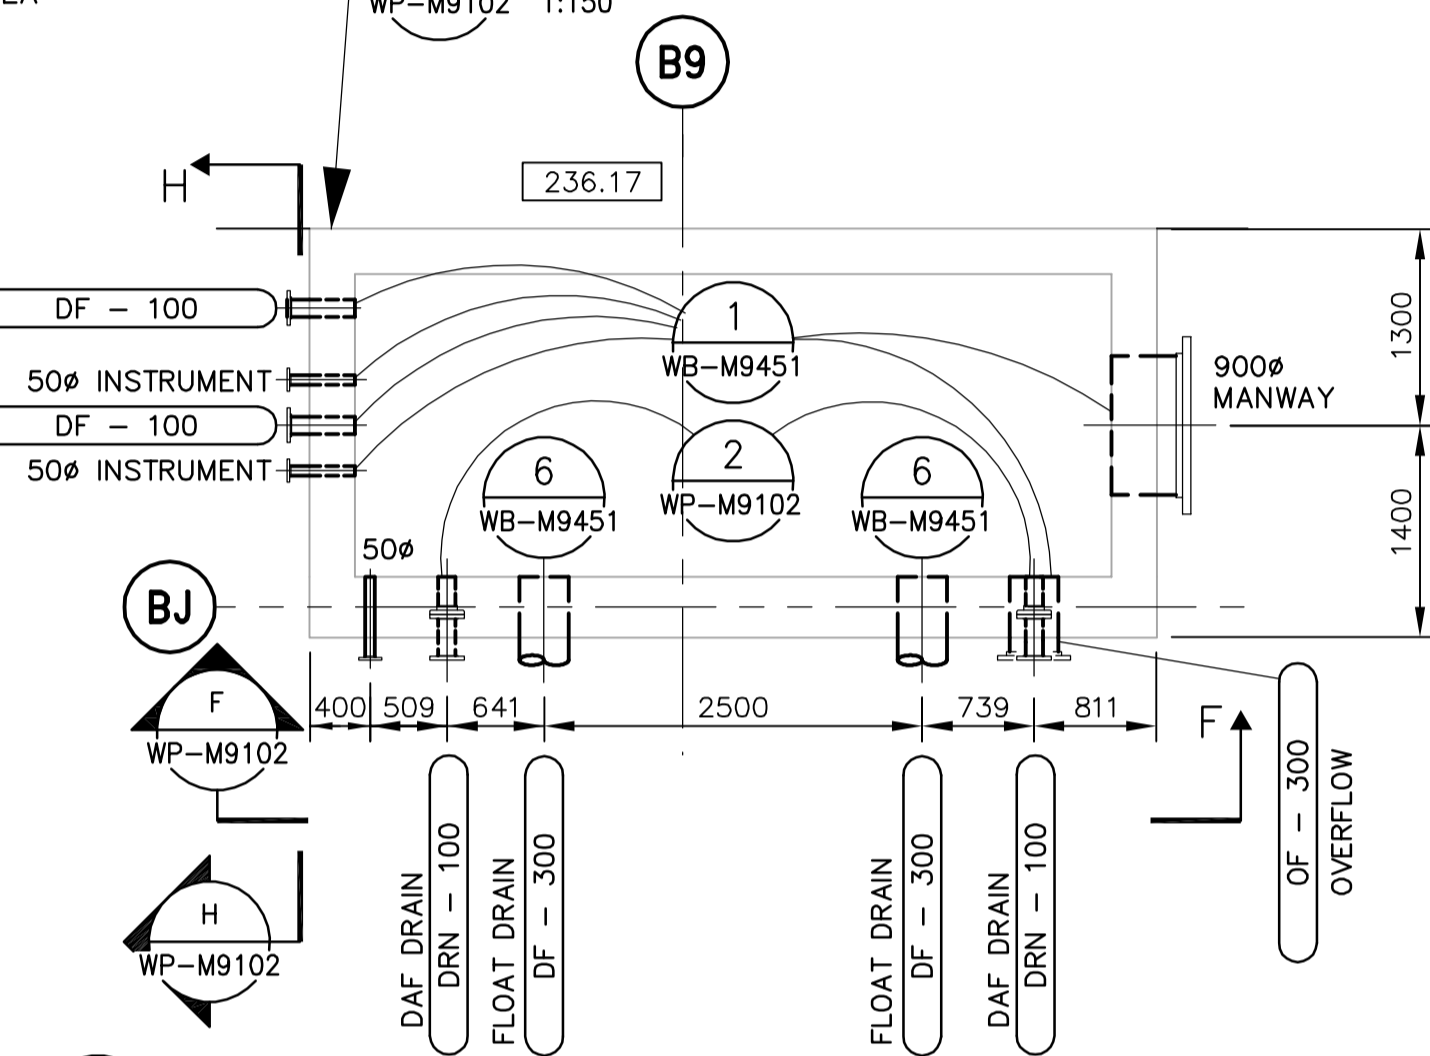 WP-M9102 1:150
B9
H
236.17
DF - 100
50ø INSTRUMENT
DF - 100
50ø INSTRUMENT
1
WB-M9451
2
WP-M9102
6
WB-M9451
6
WB-M9451
900ø
MANWAY
1300
1400
50ø
BJ
F
WP-M9102
400 509 641 2500 739 811
F
H
WP-M9102
DAF DRAIN
DRN - 100
FLOAT DRAIN
DF - 300
FLOAT DRAIN
DF - 300
DAF DRAIN
DRN - 100
OF - 300
OVERFLOW